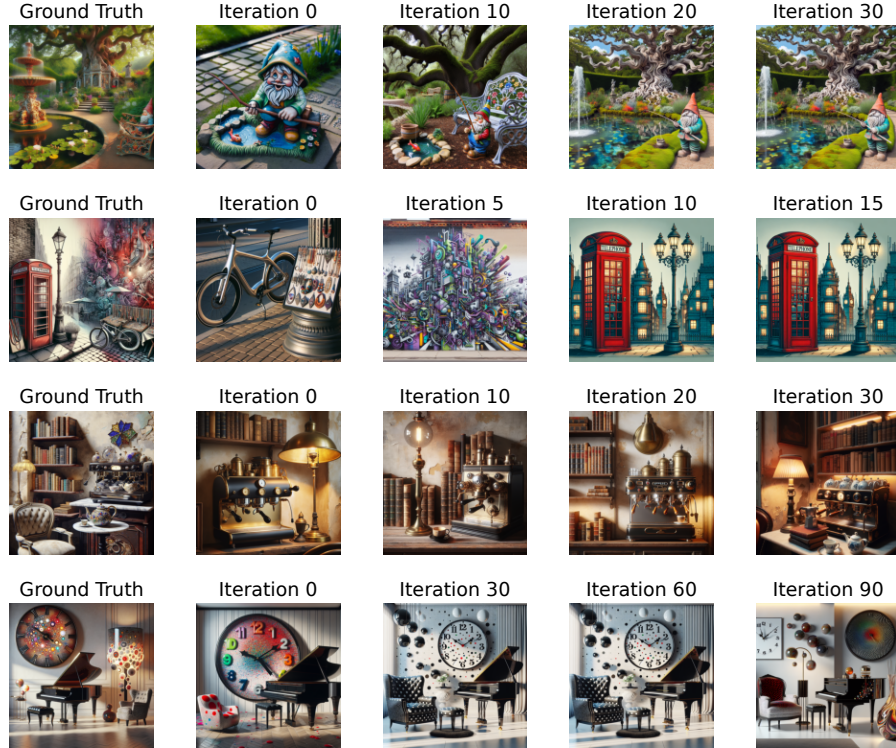 Ground Truth Iteration 0 Iteration 10 Iteration 20 Iteration 30
Ground Truth Iteration 0 Iteration 5 Iteration 10 Iteration 15
TELEPHONE TELEPHONE
Ground Truth Iteration 0 Iteration 10 Iteration 20 Iteration 30
Ground Truth Iteration 0 Iteration 30 Iteration 60 Iteration 90